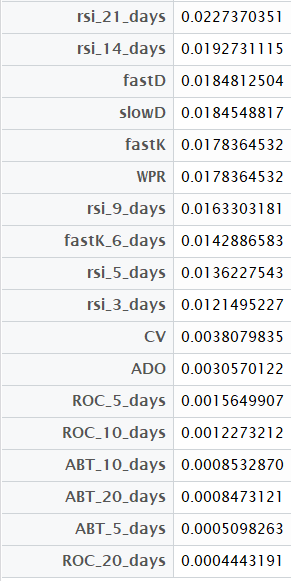 rsi_21_days 0.0227370351
rsi_14_days 0.0192731115
fastD 0.0184812504
slowD 0.0184548817
fastK 0.0178364532
WPR 0.0178364532
rsi_9_days 0.0163303181
fastK_6_days 0.0142886583
rsi_5_days 0.0136227543
rsi_3_days 0.0121495227
CV 0.0038079835
ADO 0.0030570122
ROC_5_days 0.0015649907
ROC_10_days 0.0012273212
ABT_10_days 0.0008532870
ABT_20_days 0.0008473121
ABT_5_days 0.0005098263
ROC_20_days 0.0004443191